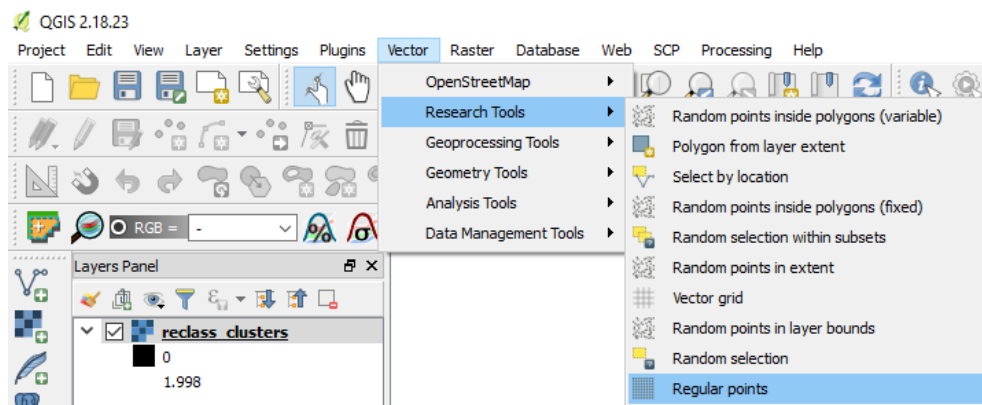 QGIS 2.18.23
Project Edit View Layer Settings Plugins Vector Raster Database Web SCP Processing Help
OpenStreetMap
Research Tools
Geoprocessing Tools
Geometry Tools
Analysis Tools
Data Management Tools
Random points inside polygons (variable)
Polygon from layer extent
Select by location
Random points inside polygons (fixed)
Random selection within subsets
Random points in extent
Vector grid
Random points in layer bounds
Random selection
Regular points
RGB = -
% σ
Layers Panel
reclass_clusters
0
1.998